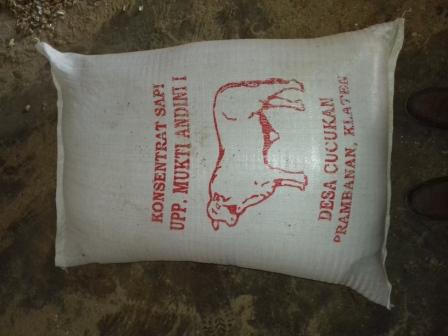 KONSENTRAT SAPI
UPP. MUKTI ANDINI I
DESA CUCUKAN
PRAMBANAN, KLATEN